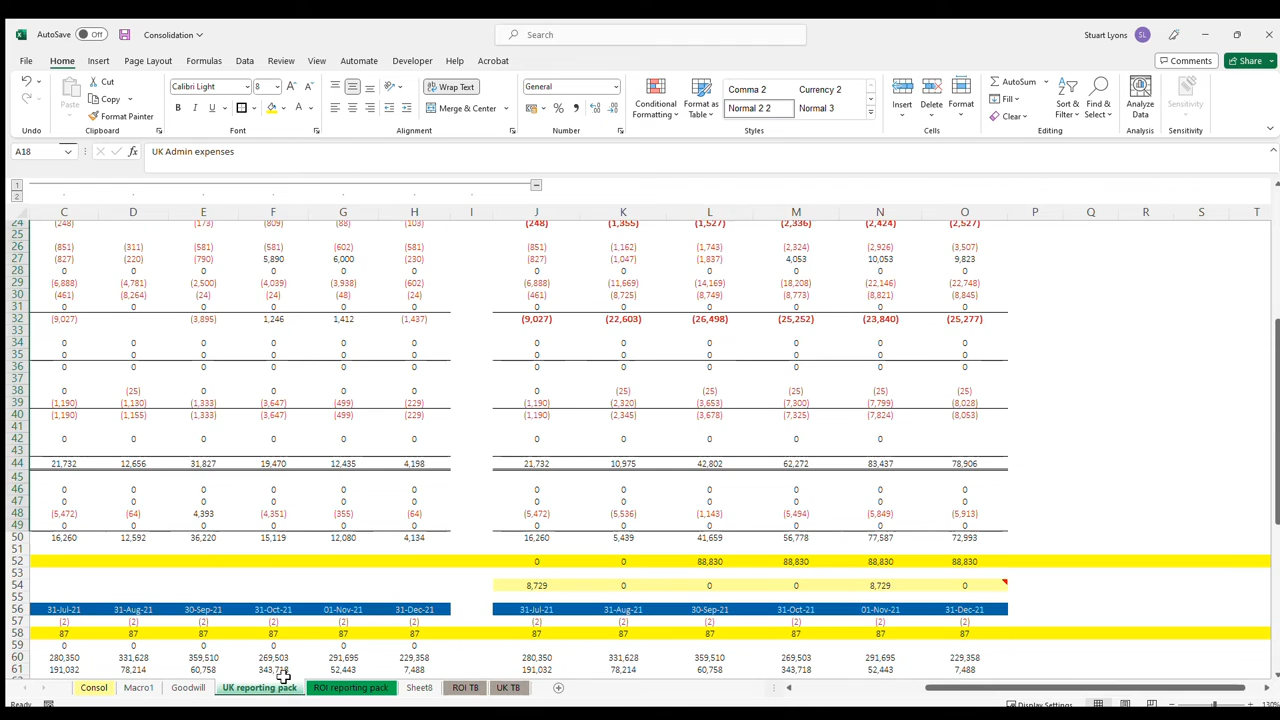 AutoSave Off Consolidation Search Stuart Lyons SL
File Home Insert Page Layout Formulas Data Review View Automate Developer Help Acrobat Comments Share
Cut Calibri Light 8 Wrap Text General Comma 2 Currency 2 AutoSum
Paste Copy Fill
Format Painter Merge & Center Conditional Formatting Format as Table Normal 2 2 Normal 3 Insert Delete Format Clear Sort & Filter Find & Select Analyze Data Sensitivity
Undo Clipboard Font Alignment Number Styles Cells Editing Analysis Sensitivity
A18 UK Admin expenses
1
2
C D E F G H I J K L M N O P Q R S T
24 (248) (173) (809) (88) (103) (248) (1,355) (1,527) (2,336) (2,424) (2,527)
25
26 (851) (311) (581) (581) (602) (581) (851) (1,162) (1,743) (2,324) (2,926) (3,507)
27 (827) (220) (790) 5,890 6,000 (230) (827) (1,047) (1,837) 4,053 10,053 9,823
28 0 0 0 0 0 0 0 0 0 0 0 0
29 (6,888) (4,781) (2,500) (4,039) (3,938) (602) (6,888) (11,669) (14,169) (18,208) (22,146) (22,748)
30 (461) (8,264) (24) (24) (48) (24) (461) (8,725) (8,749) (8,773) (8,821) (8,845)
31 0 0 0 0 0 0 0 0 0 0 0 0
32 (9,027) (3,895) 1,246 1,412 (1,437) (9,027) (22,603) (26,498) (25,252) (23,840) (25,277)
33
34 0 0 0 0 0 0 0 0 0 0 0 0
35 0 0 0 0 0 0 0 0 0 0 0 0
36 0 0 0 0 0 0 0 0 0 0 0 0
37
38 0 (25) 0 0 0 0 0 (25) (25) (25) (25) (25)
39 (1,190) (1,130) (1,333) (3,647) (499) (229) (1,190) (2,320) (3,653) (7,300) (7,799) (8,028)
40 (1,190) (1,155) (1,333) (3,647) (499) (229) (1,190) (2,345) (3,678) (7,325) (7,824) (8,053)
41
42 0 0 0 0 0 0 0 0 0 0 0
43
44 21,732 12,656 31,827 19,470 12,435 4,198 21,732 10,975 42,802 62,272 83,437 78,906
45
46 0 0 0 0 0 0 0 0 0 0 0 0
47 0 0 0 0 0 0 0 0 0 0 0 0
48 (5,472) (64) 4,393 (4,351) (355) (64) (5,472) (5,536) (1,143) (5,494) (5,849) (5,913)
49 0 0 0 0 0 0 0 0 0 0 0 0
50 16,260 12,592 36,220 15,119 12,080 4,134 16,260 5,439 41,659 56,778 77,587 72,993
51
52 0 0 88,830 88,830 88,830 88,830
53
54 8,729 0 0 0 8,729 0
55
56 31-Jul-21 31-Aug-21 30-Sep-21 31-Oct-21 01-Nov-21 31-Dec-21 31-Jul-21 31-Aug-21 30-Sep-21 31-Oct-21 01-Nov-21 31-Dec-21
57 (2) (2) (2) (2) (2) (2) (2) (2) (2) (2) (2) (2)
58 87 87 87 87 87 87 87 87 87 87 87 87
59 0 0 0 0 0 0
60 280,350 331,628 359,510 269,503 291,695 229,358 280,350 331,628 359,510 269,503 291,695 229,358
61 191,032 78,214 60,758 343,718 52,443 7,488 191,032 78,214 60,758 343,718 52,443 7,488
Consol Macro1 Goodwill UK reporting pack ROI reporting pack Sheet8 ROI TB UK TB
Ready Display Settings 130%